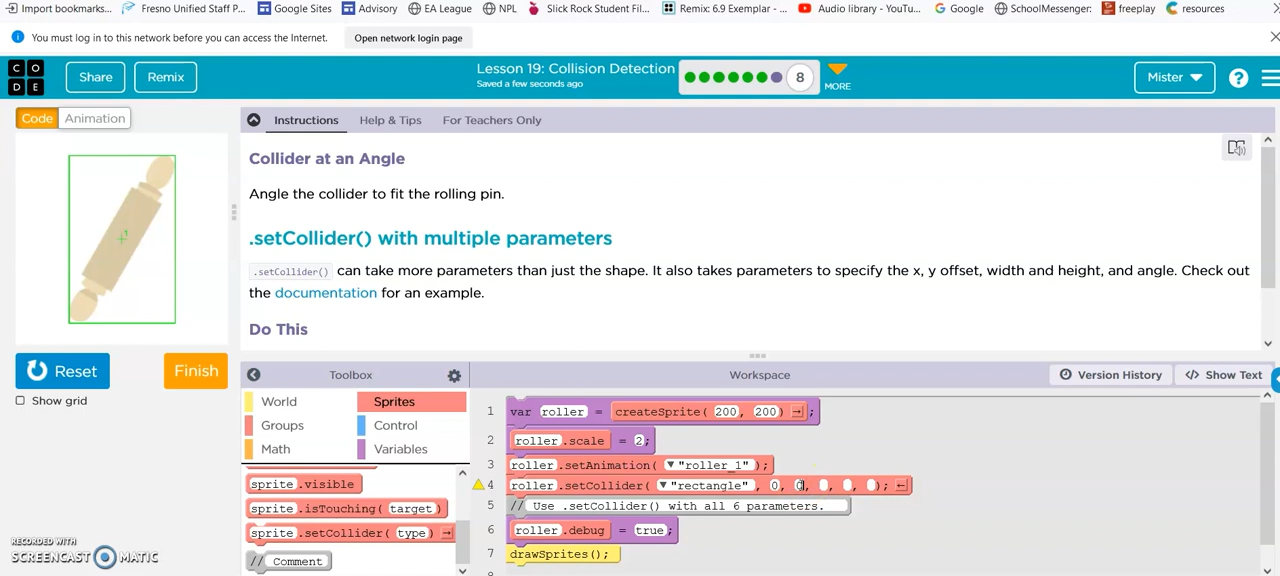 Import bookmarks... Fresno Unified Staff P... Google Sites Advisory EA League NPL Slick Rock Student Fil... Remix: 6.9 Exemplar - ... Audio library - YouTu... Google SchoolMessenger: freeplay resources
You must log in to this network before you can access the Internet. Open network login page
C O D E Share Remix Lesson 19: Collision Detection 8 MORE Mister ?
Saved a few seconds ago
Code Animation Instructions Help & Tips For Teachers Only
Collider at an Angle
Angle the collider to fit the rolling pin.
.setCollider() with multiple parameters
.setCollider() can take more parameters than just the shape. It also takes parameters to specify the x, y offset, width and height, and angle. Check out
the documentation for an example.
Do This
Reset Finish
Show grid
Toolbox Workspace Version History </> Show Text
World Sprites
Groups Control
Math Variables
sprite.visible
sprite.isTouching( target )
sprite.setCollider( type )
// Comment
1 var roller = createSprite( 200, 200) ;
2 roller.scale = 2;
3 roller.setAnimation( "roller_1" );
4 roller.setCollider( "rectangle" , 0, 0, , , );
5 // Use .setCollider() with all 6 parameters.
6 roller.debug = true;
7 drawSprites();
8
RECORDED WITH
SCREENCAST MATIC